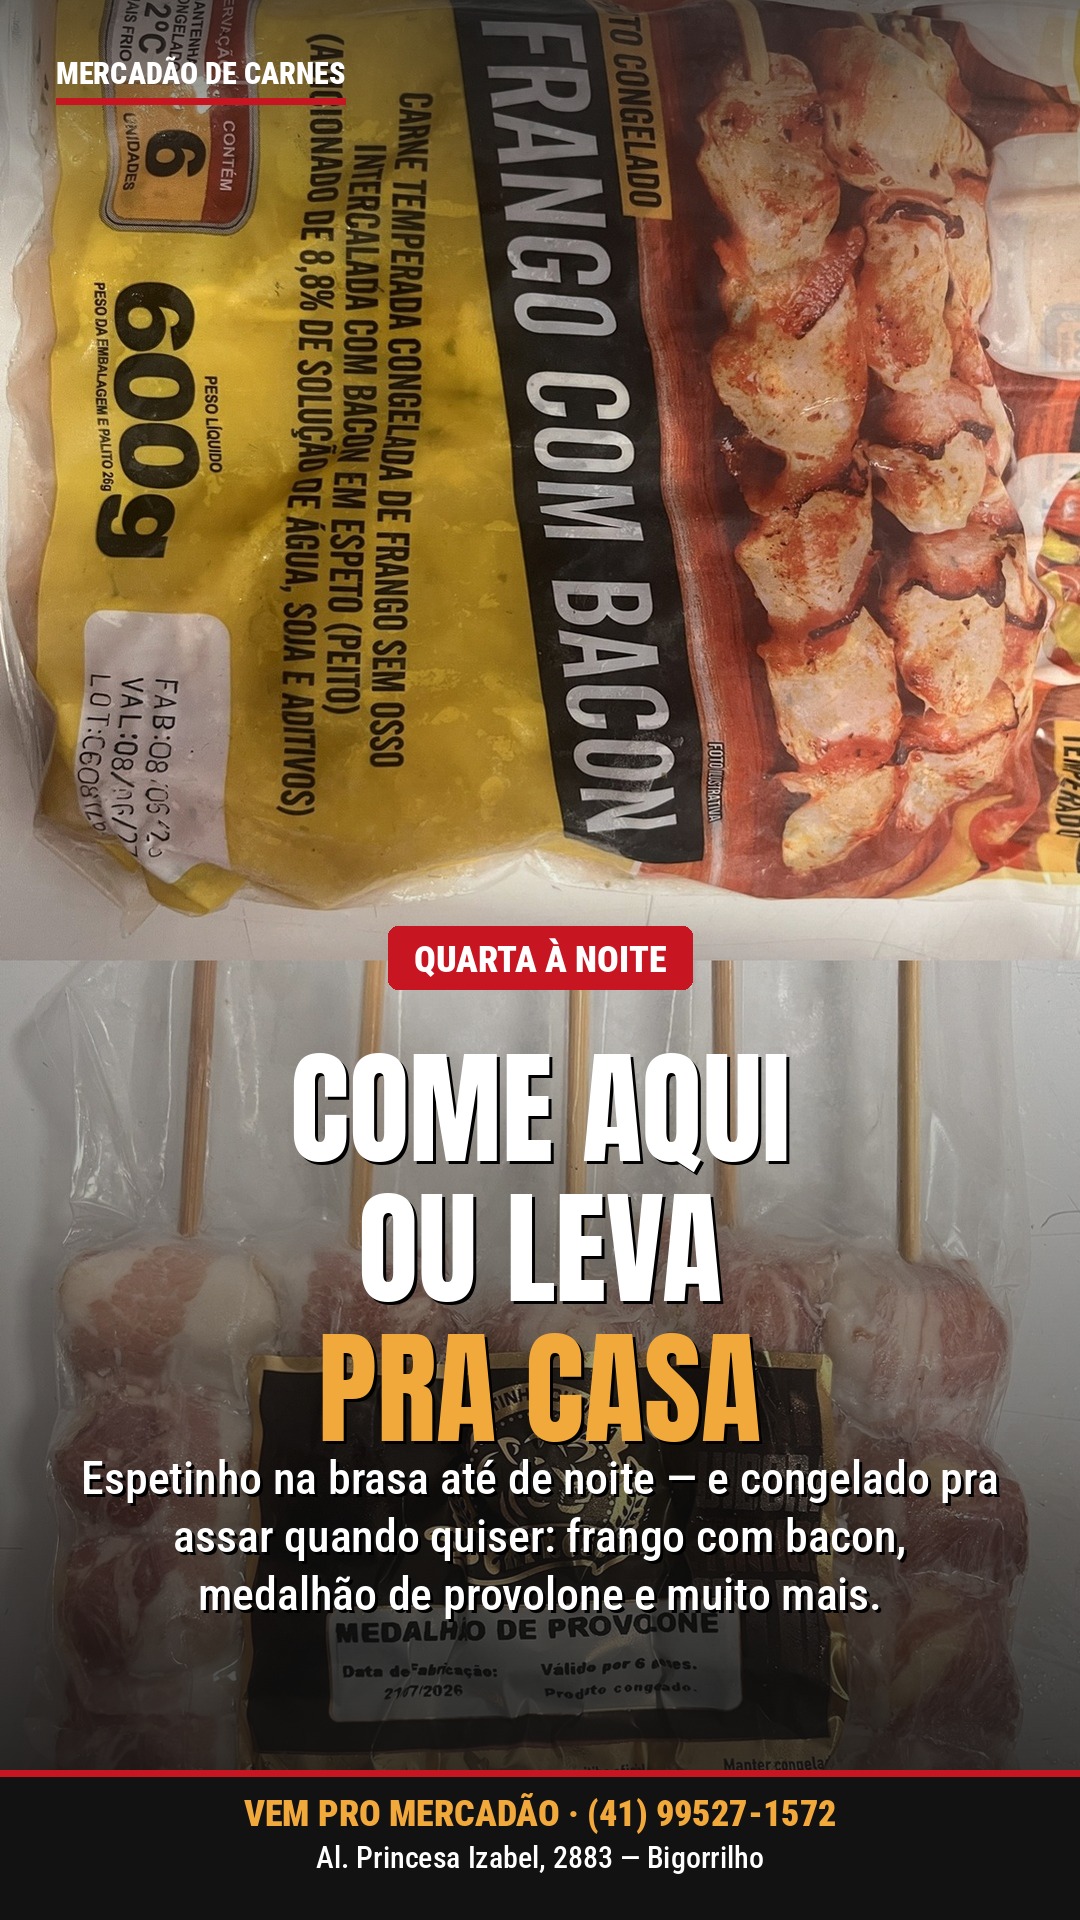 MERCADÃO DE CARNES
CONTÉM
6
UNIDADES
PESO LÍQUIDO
600g
PESO DA EMBALAGEM E PALITO 26g
CARNE TEMPERADA CONGELADA DE FRANGO SEM OSSO
INTERCALADA COM BACON EM ESPETO (PEITO)
(ADICIONADO DE 8,8% DE SOLUÇÃO DE ÁGUA, SOJA E ADITIVOS)
FRANGO COM BACON
CONGELADO
FOTO ILUSTRATIVA
TEMPERADO
QUARTA À NOITE
COME AQUI
OU LEVA
PRA CASA
Espetinho na brasa até de noite — e congelado pra
assar quando quiser: frango com bacon,
medalhão de provolone e muito mais.
MEDALHÃO DE PROVOLONE
Data de Fabricação:
Válido por 6 meses.
Produto congelado.
Manter congela
VEM PRO MERCADÃO · (41) 99527-1572
Al. Princesa Izabel, 2883 — Bigorrilho